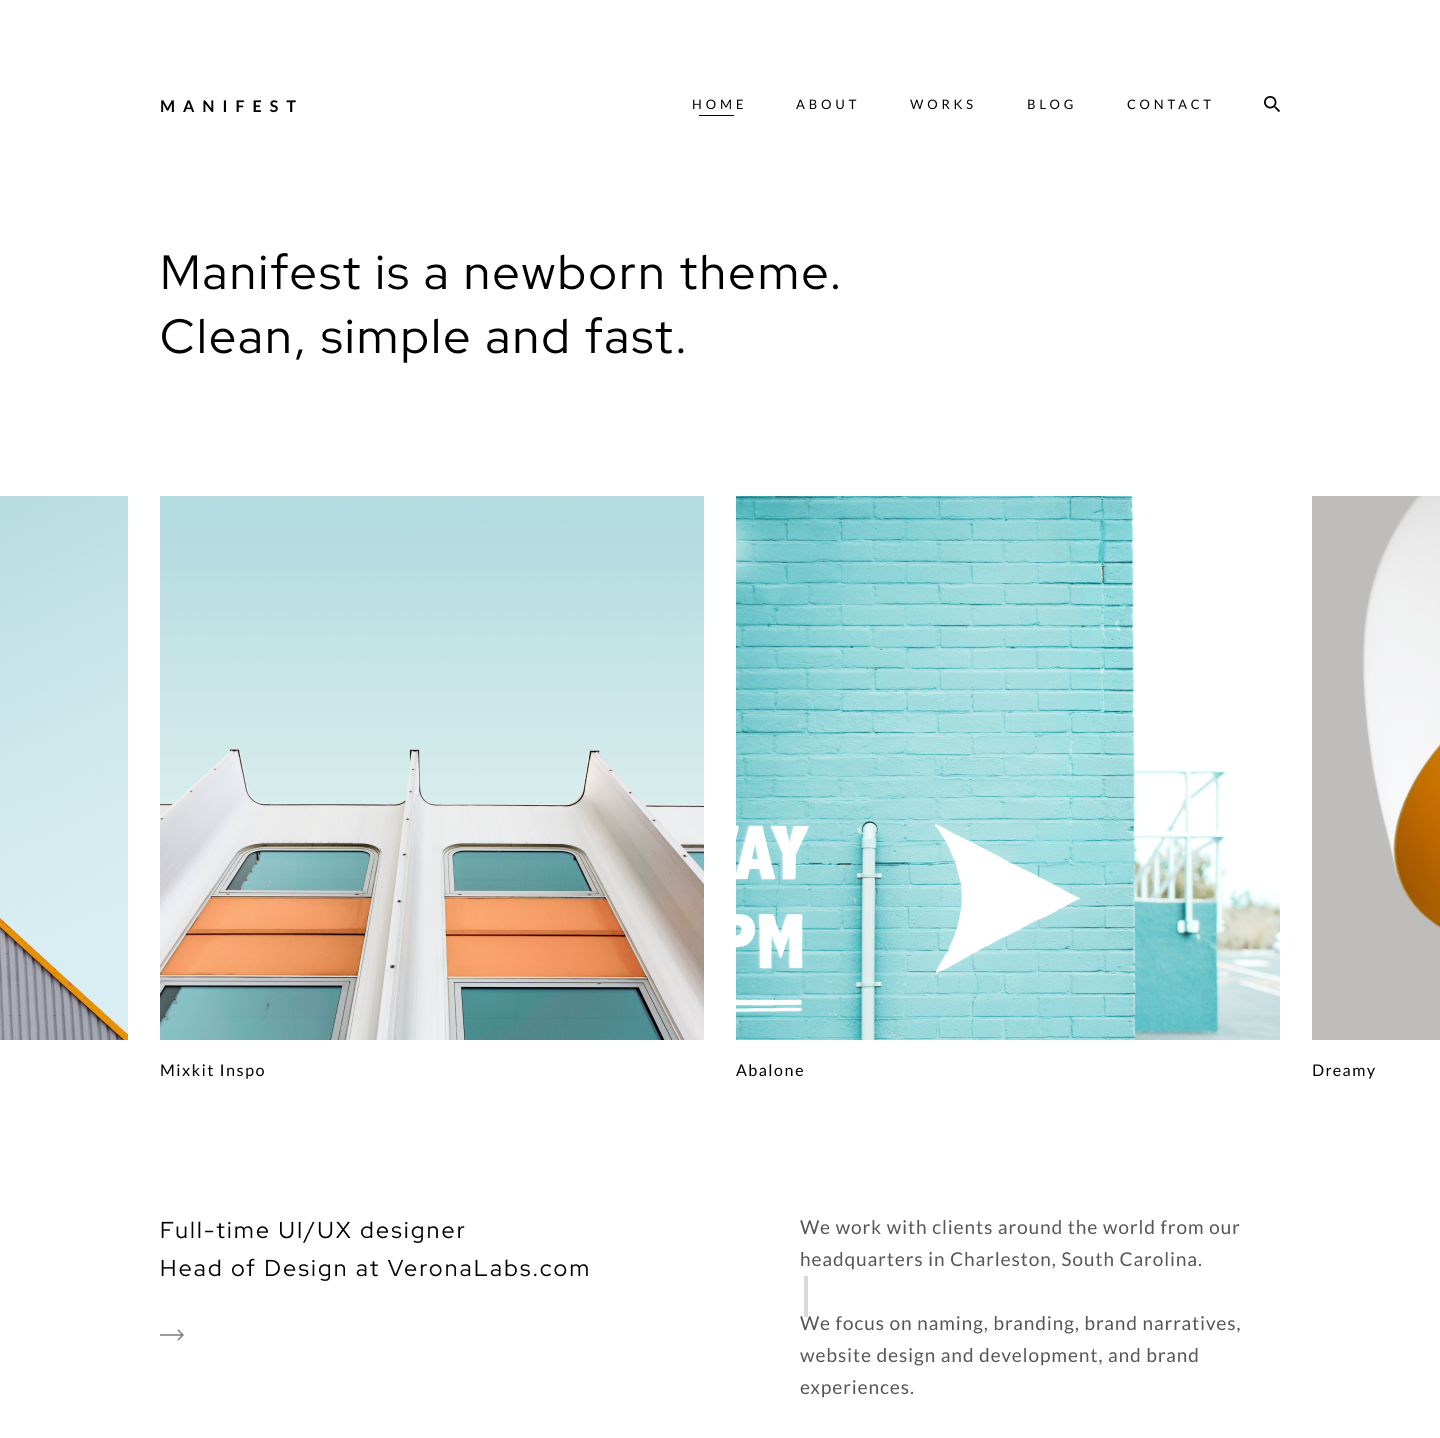 MANIFEST
HOME ABOUT WORKS BLOG CONTACT
Manifest is a newborn theme.
Clean, simple and fast.
AY
PM
Mixkit Inspo
Abalone
Dreamy
Full-time UI/UX designer
Head of Design at VeronaLabs.com
We work with clients around the world from our
headquarters in Charleston, South Carolina.
We focus on naming, branding, brand narratives,
website design and development, and brand
experiences.